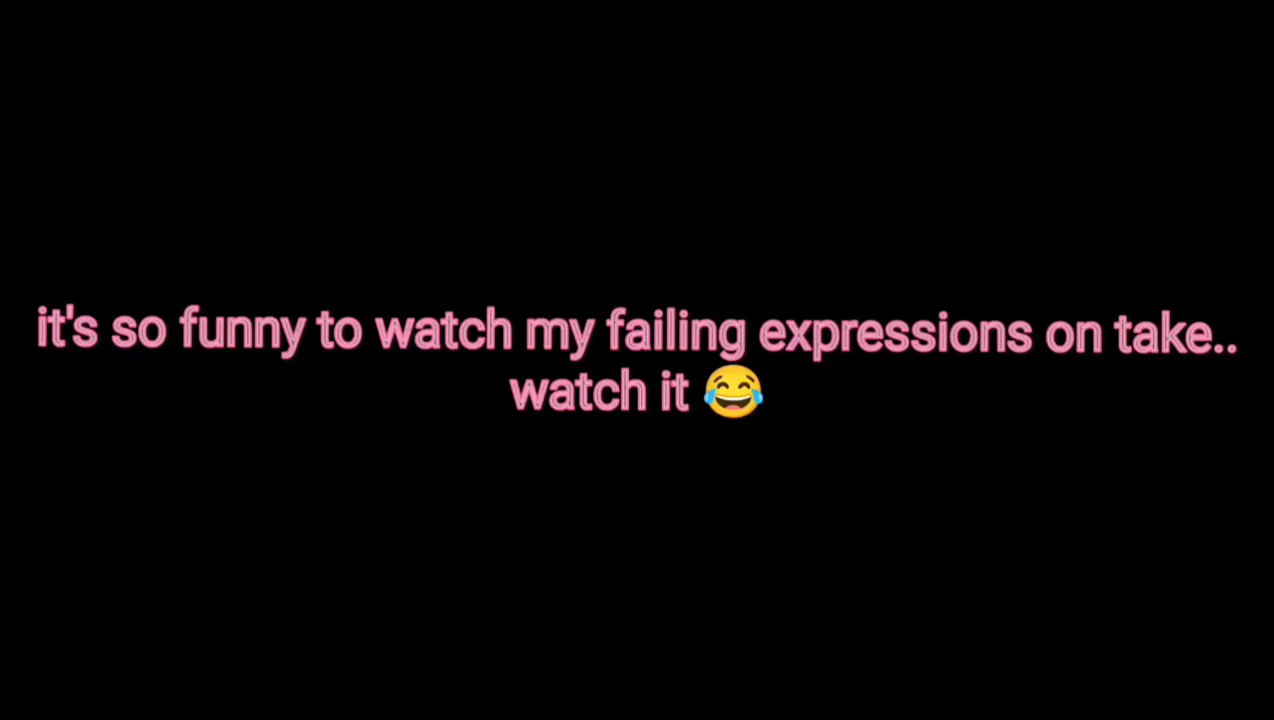 it's so funny to watch my failing expressions on take..
watch it 😂